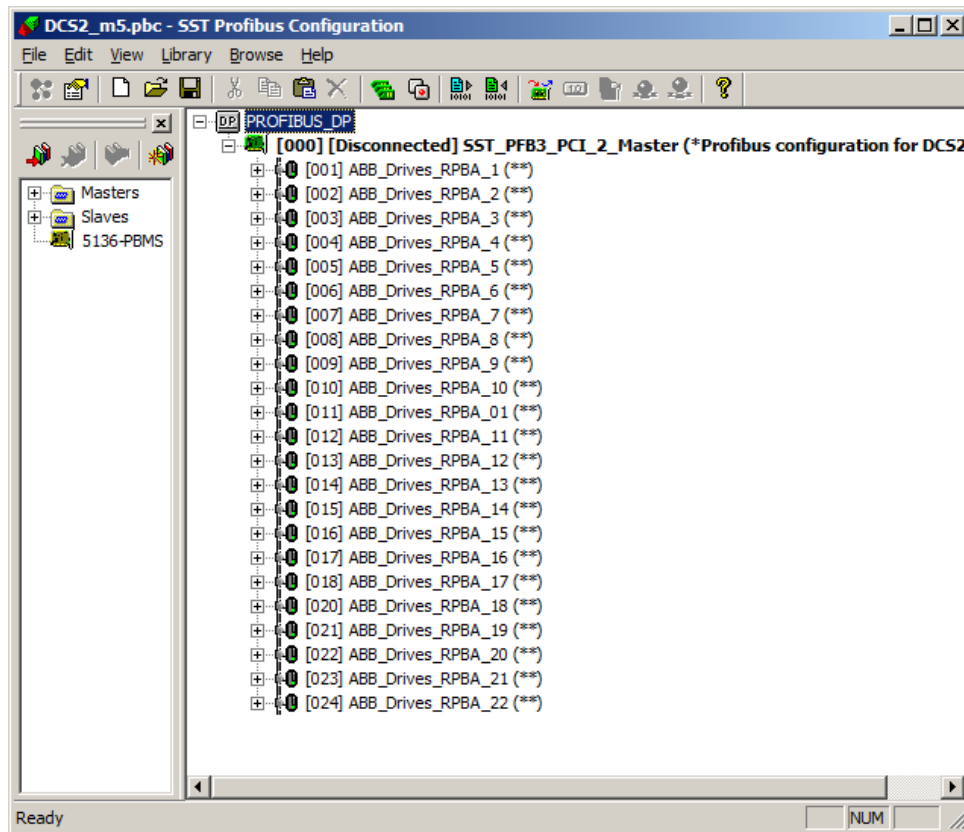 DCS2_m5.pbc - SST Profibus Configuration
File Edit View Library Browse Help
Masters
Slaves
5136-PBMS
DP PROFIBUS_DP
[000] [Disconnected] SST_PFB3_PCI_2_Master (*Profibus configuration for DCS2
[001] ABB_Drives_RPBA_1 (**)
[002] ABB_Drives_RPBA_2 (**)
[003] ABB_Drives_RPBA_3 (**)
[004] ABB_Drives_RPBA_4 (**)
[005] ABB_Drives_RPBA_5 (**)
[006] ABB_Drives_RPBA_6 (**)
[007] ABB_Drives_RPBA_7 (**)
[008] ABB_Drives_RPBA_8 (**)
[009] ABB_Drives_RPBA_9 (**)
[010] ABB_Drives_RPBA_10 (**)
[011] ABB_Drives_RPBA_01 (**)
[012] ABB_Drives_RPBA_11 (**)
[013] ABB_Drives_RPBA_12 (**)
[014] ABB_Drives_RPBA_13 (**)
[015] ABB_Drives_RPBA_14 (**)
[016] ABB_Drives_RPBA_15 (**)
[017] ABB_Drives_RPBA_16 (**)
[018] ABB_Drives_RPBA_17 (**)
[020] ABB_Drives_RPBA_18 (**)
[021] ABB_Drives_RPBA_19 (**)
[022] ABB_Drives_RPBA_20 (**)
[023] ABB_Drives_RPBA_21 (**)
[024] ABB_Drives_RPBA_22 (**)
Ready
NUM